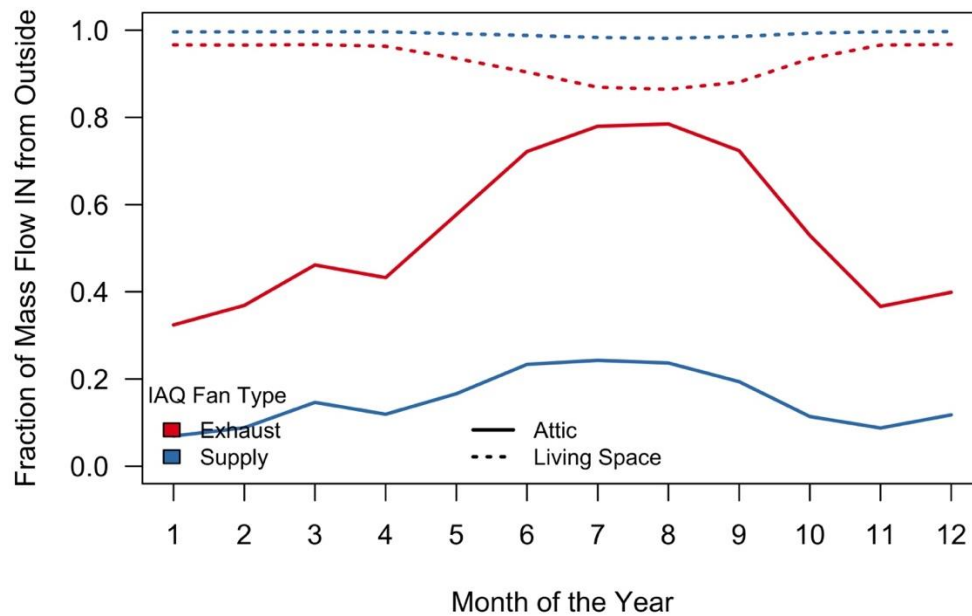 Fraction of Mass Flow IN from Outside
1.0
0.8
0.6
0.4
0.2
0.0
IAQ Fan Type
Exhaust Attic
Supply Living Space
1 2 3 4 5 6 7 8 9 10 11 12
Month of the Year